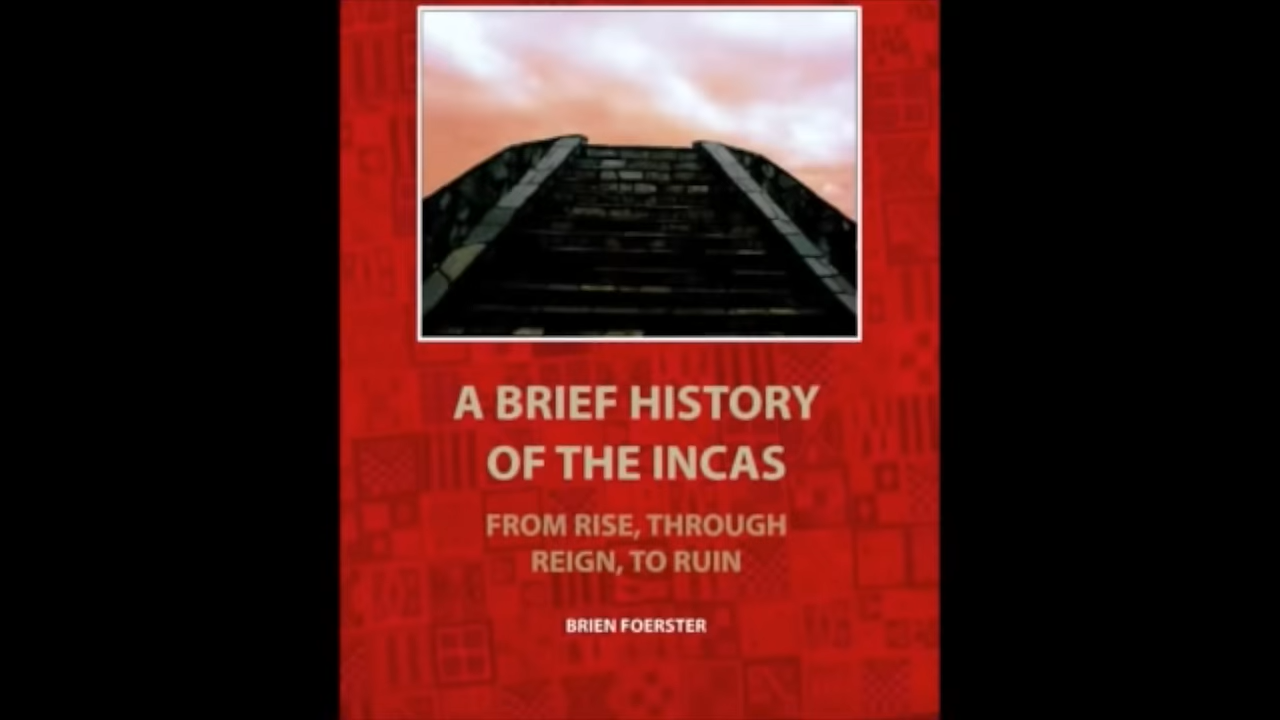 A BRIEF HISTORY
OF THE INCAS
FROM RISE, THROUGH
REIGN, TO RUIN
BRIEN FOERSTER